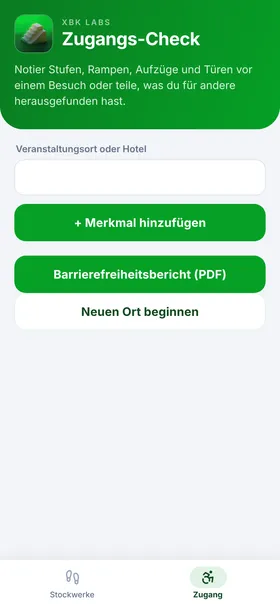 XBK LABS
Zugangs-Check
Notier Stufen, Rampen, Aufzüge und Türen vor
einem Besuch oder teile, was du für andere
herausgefunden hast.
Veranstaltungsort oder Hotel
+ Merkmal hinzufügen
Barrierefreiheitsbericht (PDF)
Neuen Ort beginnen
Stockwerke
Zugang